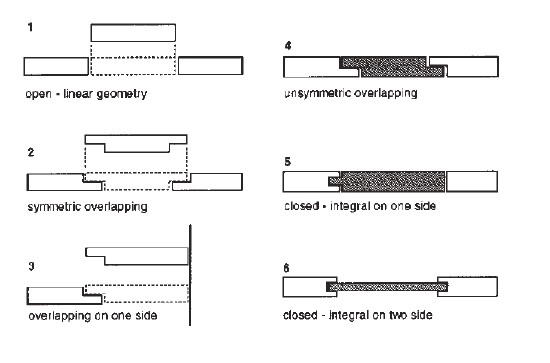 1
open - linear geometry
2
symmetric overlapping
3
overlapping on one side
4
unsymmetric overlapping
5
closed - integral on one side
6
closed - integral on two side